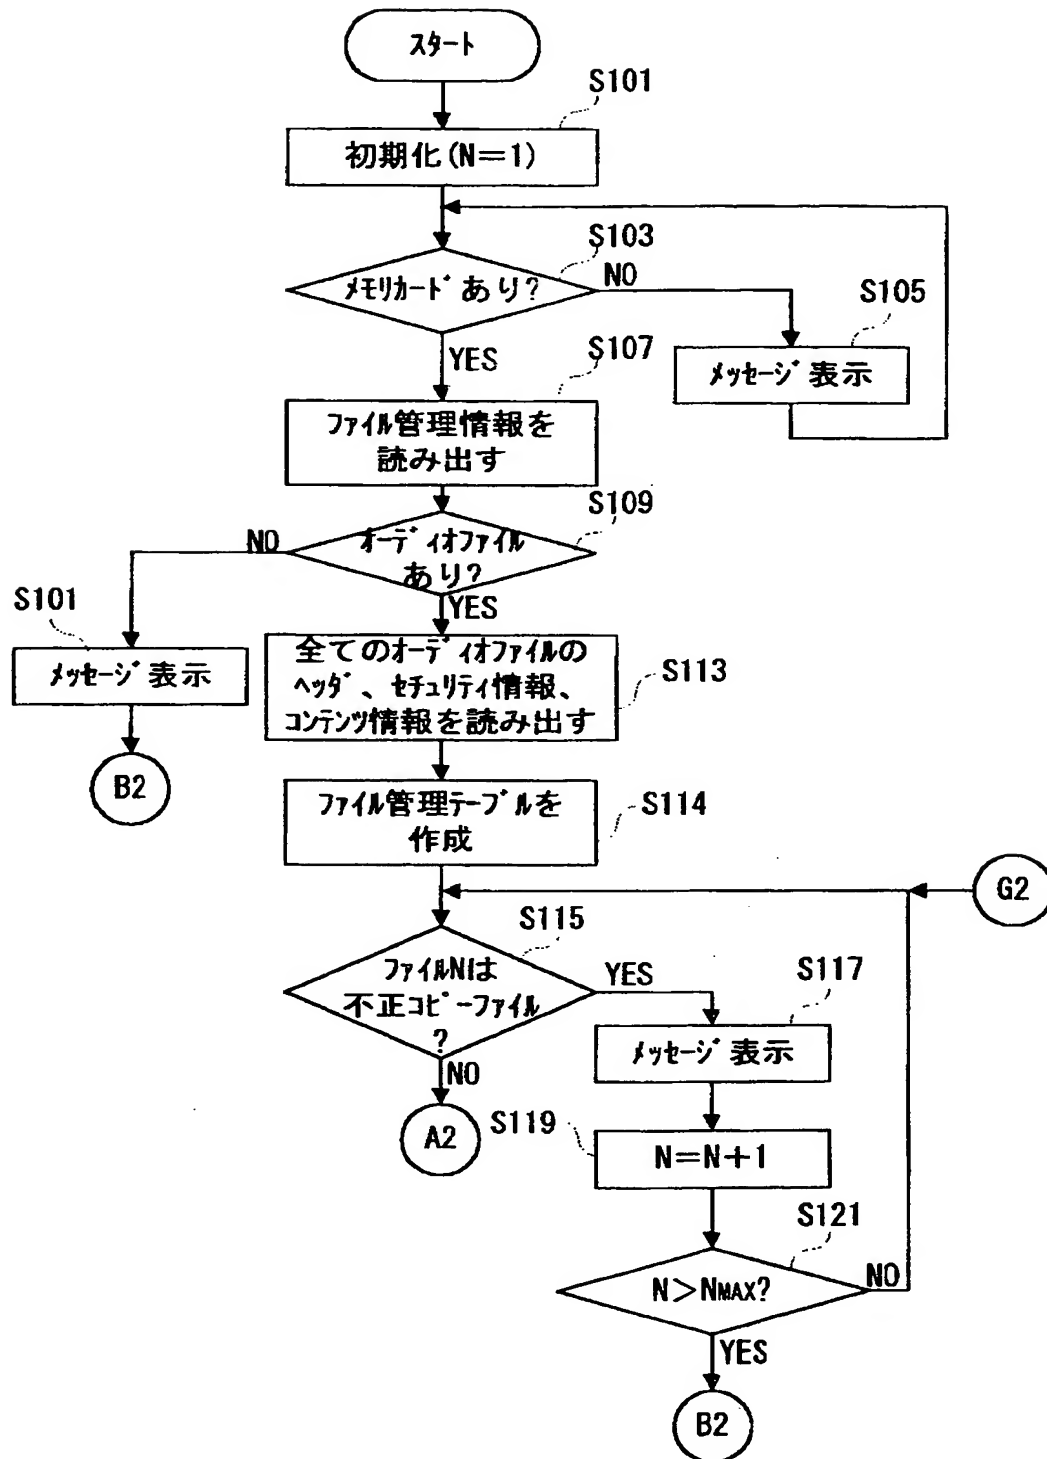 スタート
S101
初期化(N=1)
S103
メモリカードあり?
NO
S105
メッセージ表示
YES
S107
ファイル管理情報を
読み出す
S109
オーディオファイル
あり?
NO
YES
S101
メッセージ表示
B2
全てのオーディオファイルの
ヘッダ、セチュリティ情報、
コンテンツ情報を読み出す
S113
ファイル管理テーブルを
作成
S114
G2
S115
ファイルNは
不正コピーファイル
?
YES
S117
メッセージ表示
NO
A2
S119
N=N+1
S121
N>NMAX?
NO
YES
B2